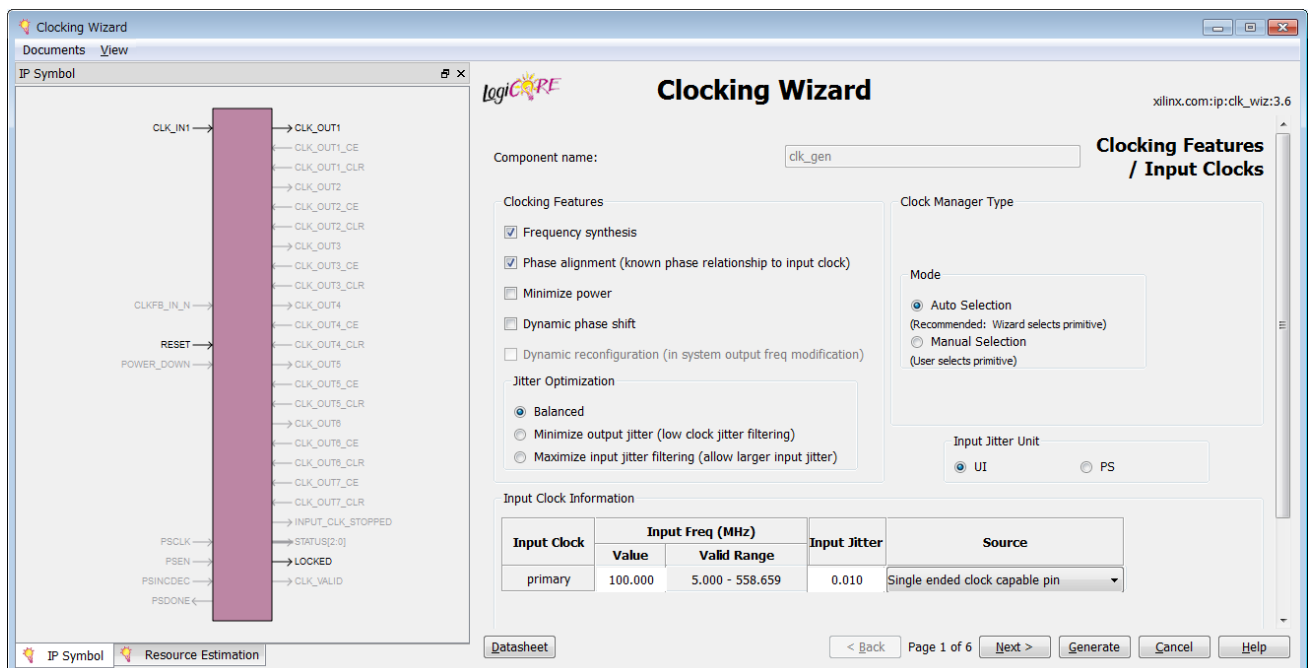 Clocking Wizard
Documents View
IP Symbol
CLK_IN1
CLKFB_IN_N
RESET
POWER_DOWN
PSCLK
PSEN
PSINCDEC
PSDONE
CLK_OUT1
CLK_OUT1_CE
CLK_OUT1_CLR
CLK_OUT2
CLK_OUT2_CE
CLK_OUT2_CLR
CLK_OUT3
CLK_OUT3_CE
CLK_OUT3_CLR
CLK_OUT4
CLK_OUT4_CE
CLK_OUT4_CLR
CLK_OUT5
CLK_OUT5_CE
CLK_OUT5_CLR
CLK_OUT6
CLK_OUT6_CE
CLK_OUT6_CLR
CLK_OUT7_CE
CLK_OUT7_CLR
INPUT_CLK_STOPPED
STATUS[2:0]
LOCKED
CLK_VALID
IP Symbol Resource Estimation
LogiCORE
Clocking Wizard
xilinx.com:ip:clk_wiz:3.6
Clocking Features
/ Input Clocks
Component name: clk_gen
Clocking Features
Frequency synthesis
Phase alignment (known phase relationship to input clock)
Minimize power
Dynamic phase shift
Dynamic reconfiguration (in system output freq modification)
Jitter Optimization
Balanced
Minimize output jitter (low clock jitter filtering)
Maximize input jitter filtering (allow larger input jitter)
Clock Manager Type
Mode
Auto Selection
(Recommended: Wizard selects primitive)
Manual Selection
(User selects primitive)
Input Jitter Unit
UI PS
Input Clock Information
Input Clock Input Freq (MHz) Input Jitter Source
Value Valid Range
primary 100.000 5.000 - 558.659 0.010 Single ended clock capable pin
Datasheet < Back Page 1 of 6 Next > Generate Cancel Help